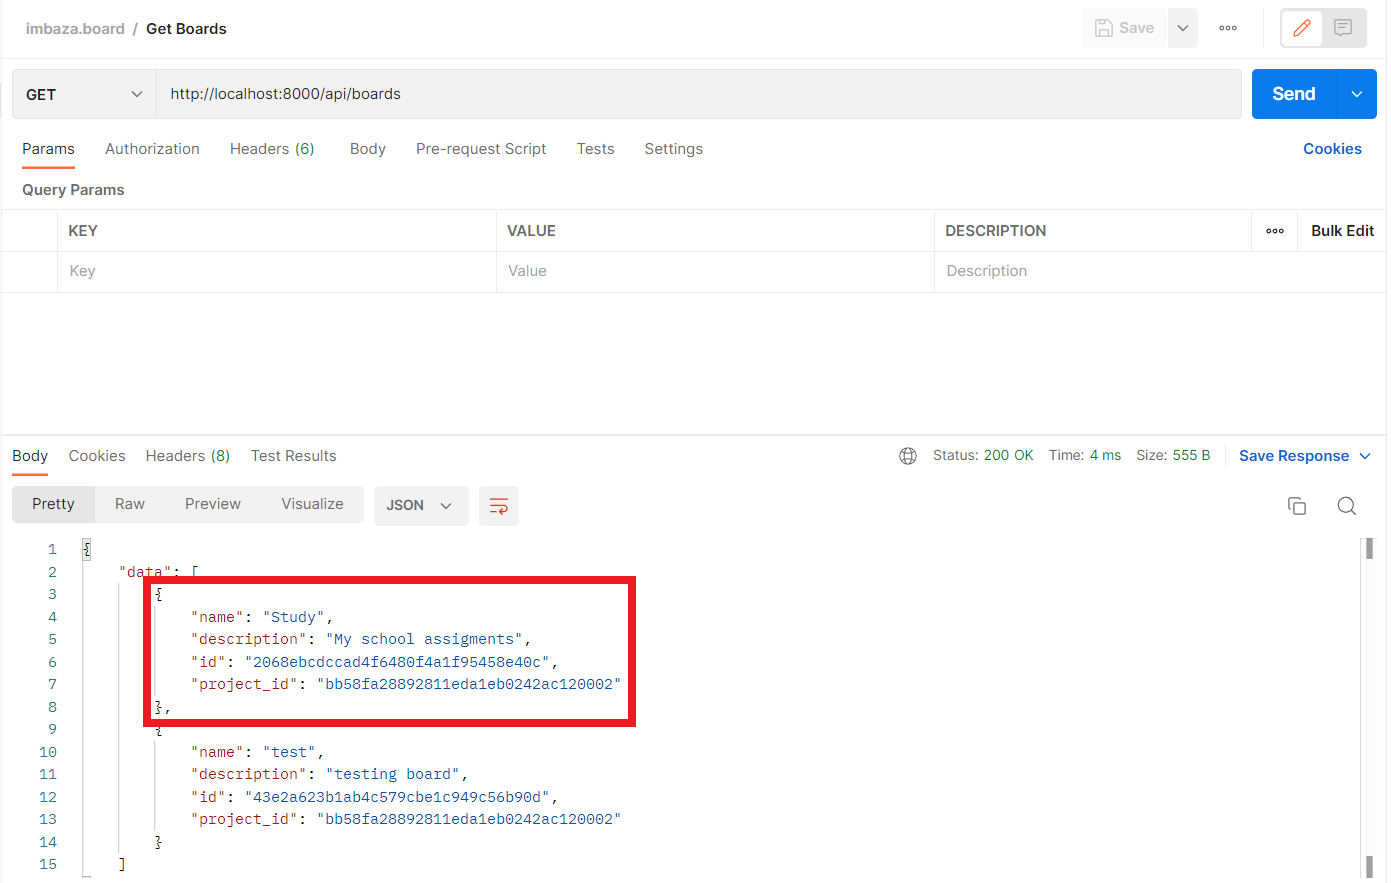 imbaza.board / Get Boards
Save
GET http://localhost:8000/api/boards Send
Params Authorization Headers (6) Body Pre-request Script Tests Settings Cookies
Query Params
KEY VALUE DESCRIPTION Bulk Edit
Key Value Description
Body Cookies Headers (8) Test Results Status: 200 OK Time: 4 ms Size: 555 B Save Response
Pretty Raw Preview Visualize JSON
1 {
2 "data": [
3 {
4 "name": "Study",
5 "description": "My school assigments",
6 "id": "2068ebcdccad4f6480f4a1f95458e40c",
7 "project_id": "bb58fa28892811eda1eb0242ac120002"
8 },
9 {
10 "name": "test",
11 "description": "testing board",
12 "id": "43e2a623b1ab4c579cbe1c949c56b90d",
13 "project_id": "bb58fa28892811eda1eb0242ac120002"
14 }
15 ]